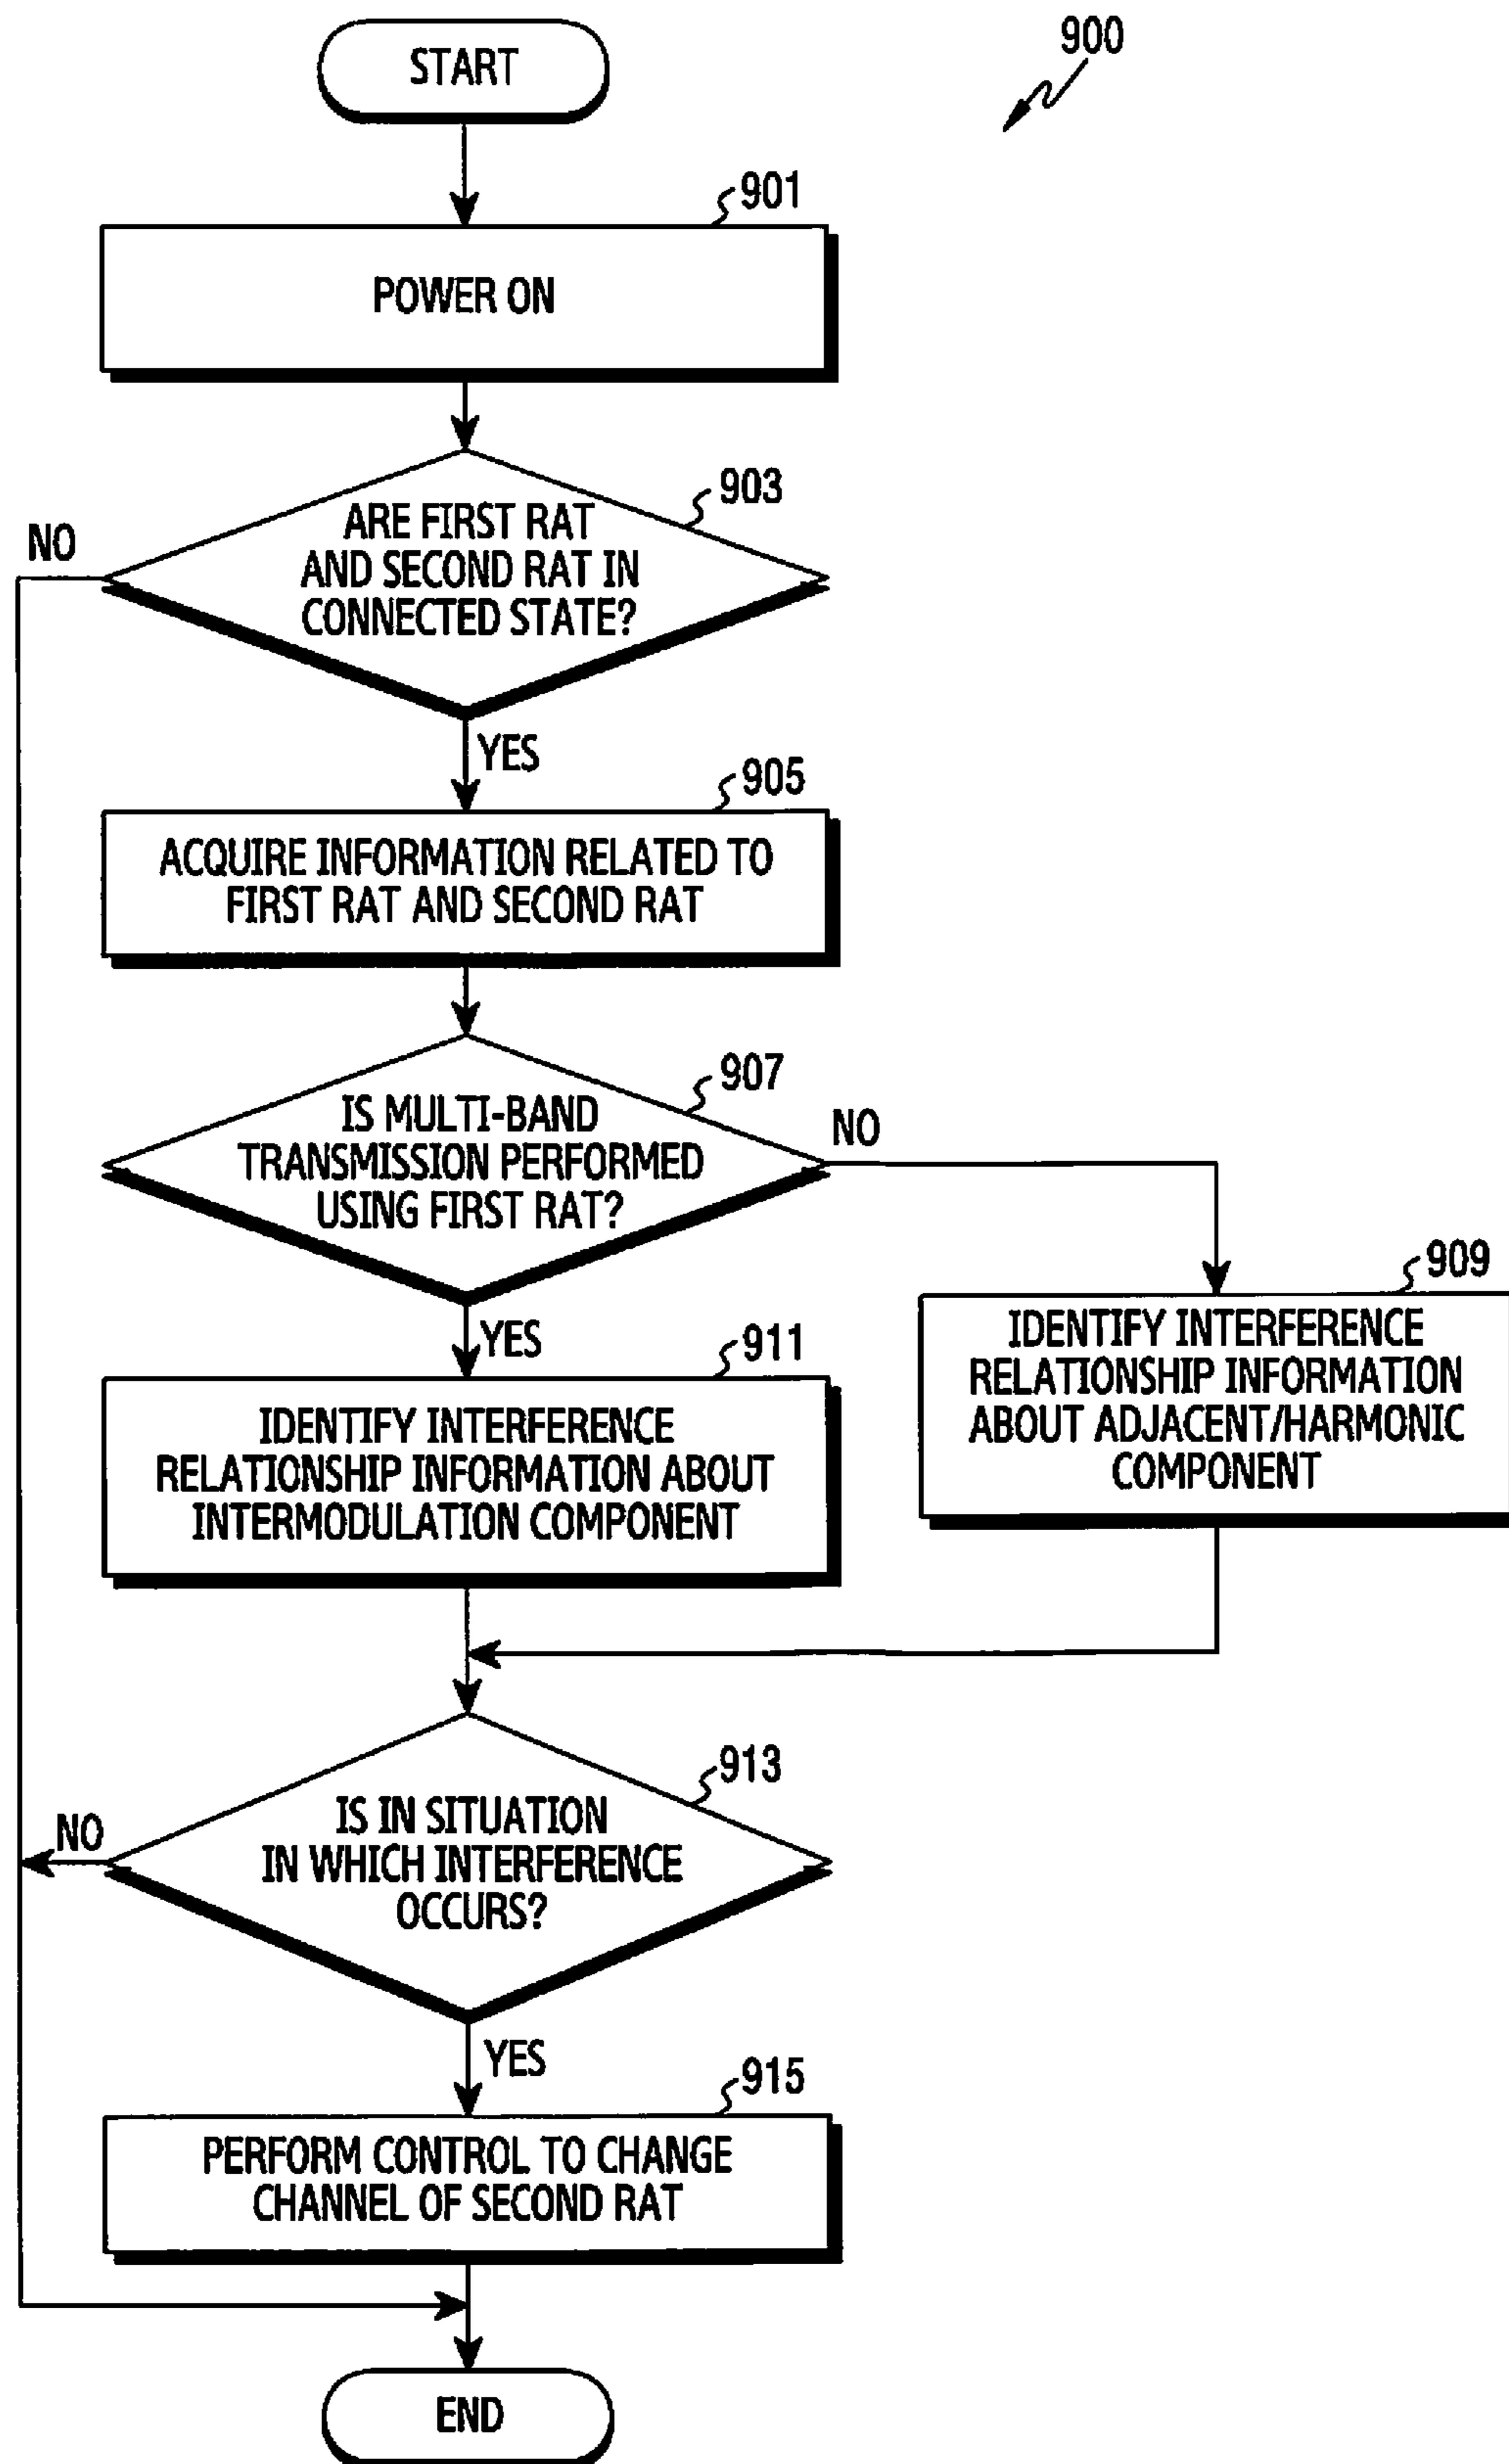 START
900
901
POWER ON
903
ARE FIRST RAT
AND SECOND RAT IN
CONNECTED STATE?
NO
YES
905
ACQUIRE INFORMATION RELATED TO
FIRST RAT AND SECOND RAT
907
IS MULTI-BAND
TRANSMISSION PERFORMED
USING FIRST RAT?
NO
YES
909
IDENTIFY INTERFERENCE
RELATIONSHIP INFORMATION
ABOUT ADJACENT/HARMONIC
COMPONENT
911
IDENTIFY INTERFERENCE
RELATIONSHIP INFORMATION ABOUT
INTERMODULATION COMPONENT
913
IS IN SITUATION
IN WHICH INTERFERENCE
OCCURS?
NO
YES
915
PERFORM CONTROL TO CHANGE
CHANNEL OF SECOND RAT
END